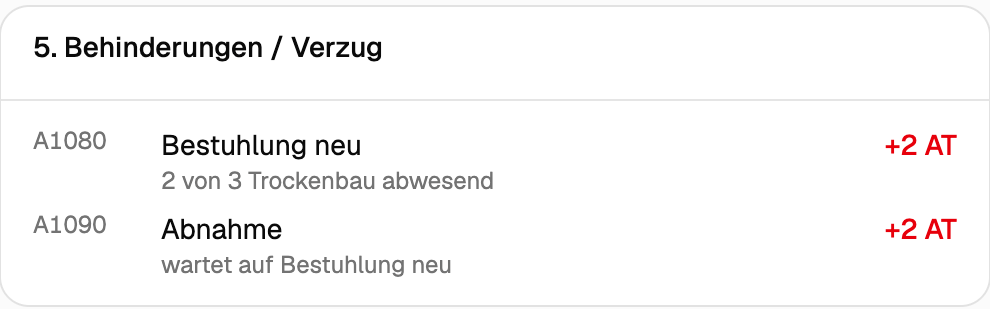 5. Behinderungen / Verzug
A1080 Bestuhlung neu +2 AT
2 von 3 Trockenbau abwesend
A1090 Abnahme +2 AT
wartet auf Bestuhlung neu